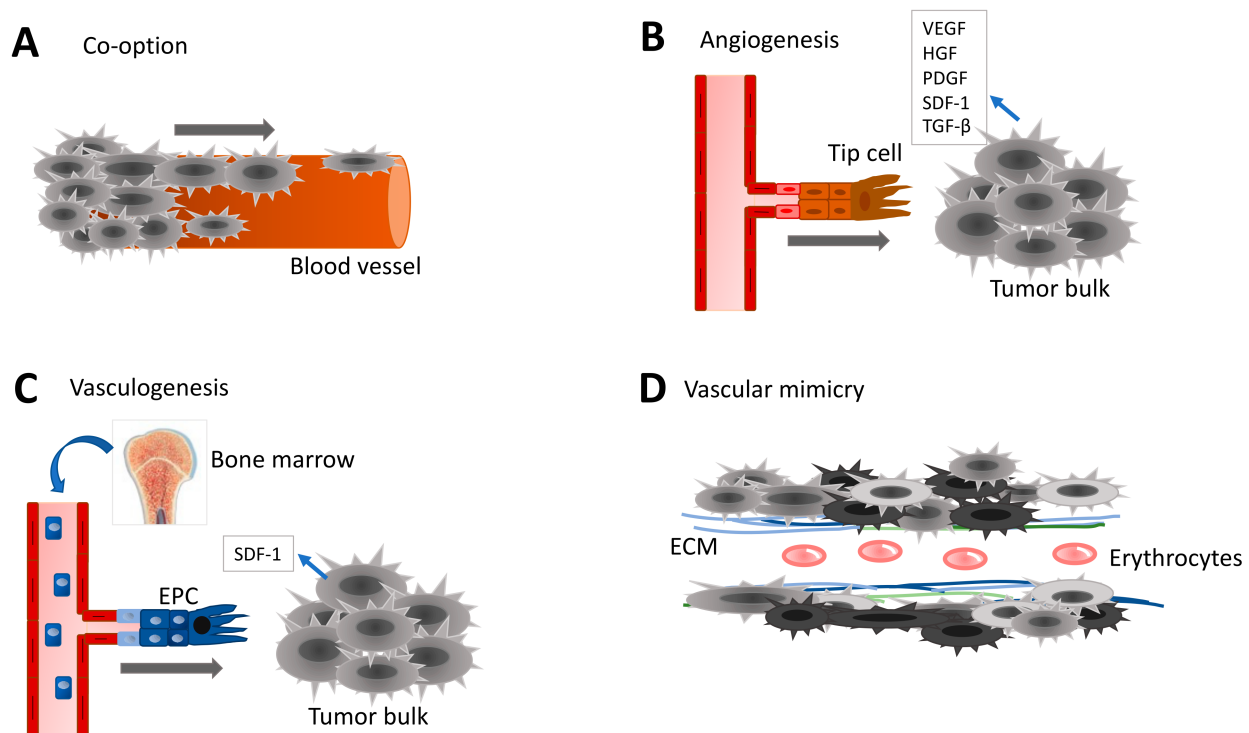 A Co-option
Blood vessel
B Angiogenesis
VEGF
HGF
PDGF
SDF-1
TGF-β
Tip cell
Tumor bulk
C Vasculogenesis
Bone marrow
SDF-1
EPC
Tumor bulk
D Vascular mimicry
ECM
Erythrocytes